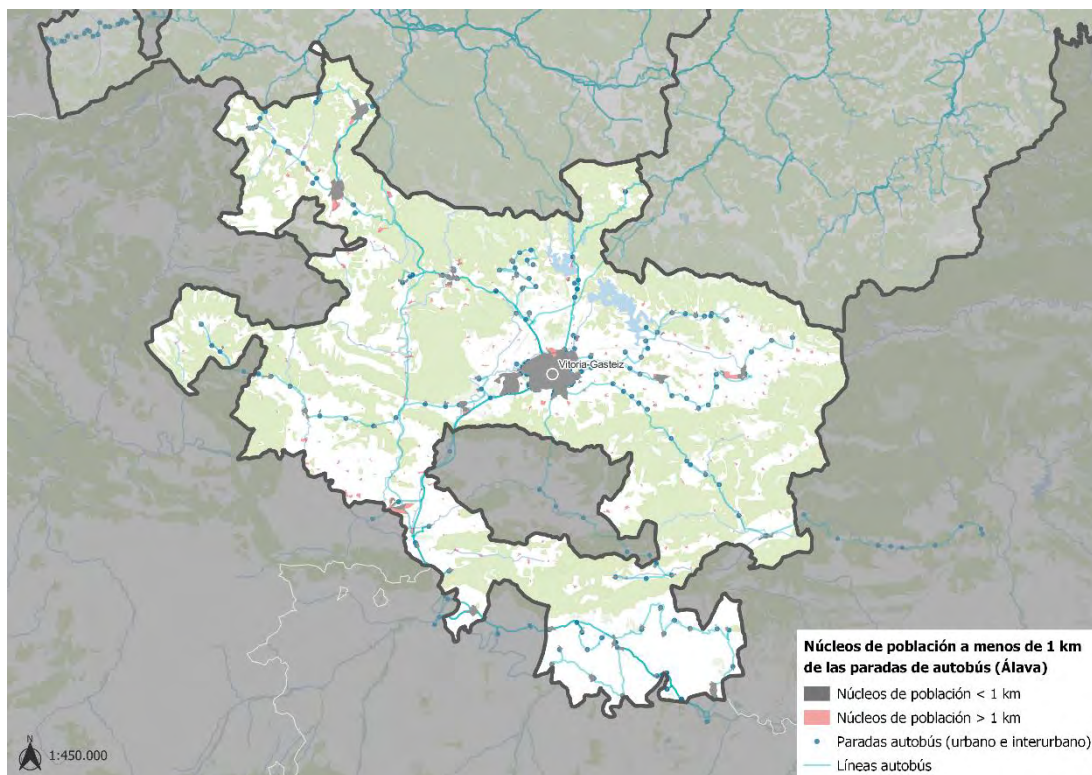 Vitoria-Gasteiz
Núcleos de población a menos de 1 km
de las paradas de autobús (Álava)
Núcleos de población < 1 km
Núcleos de población > 1 km
Paradas autobús (urbano e interurbano)
Líneas autobús
N
1:450.000